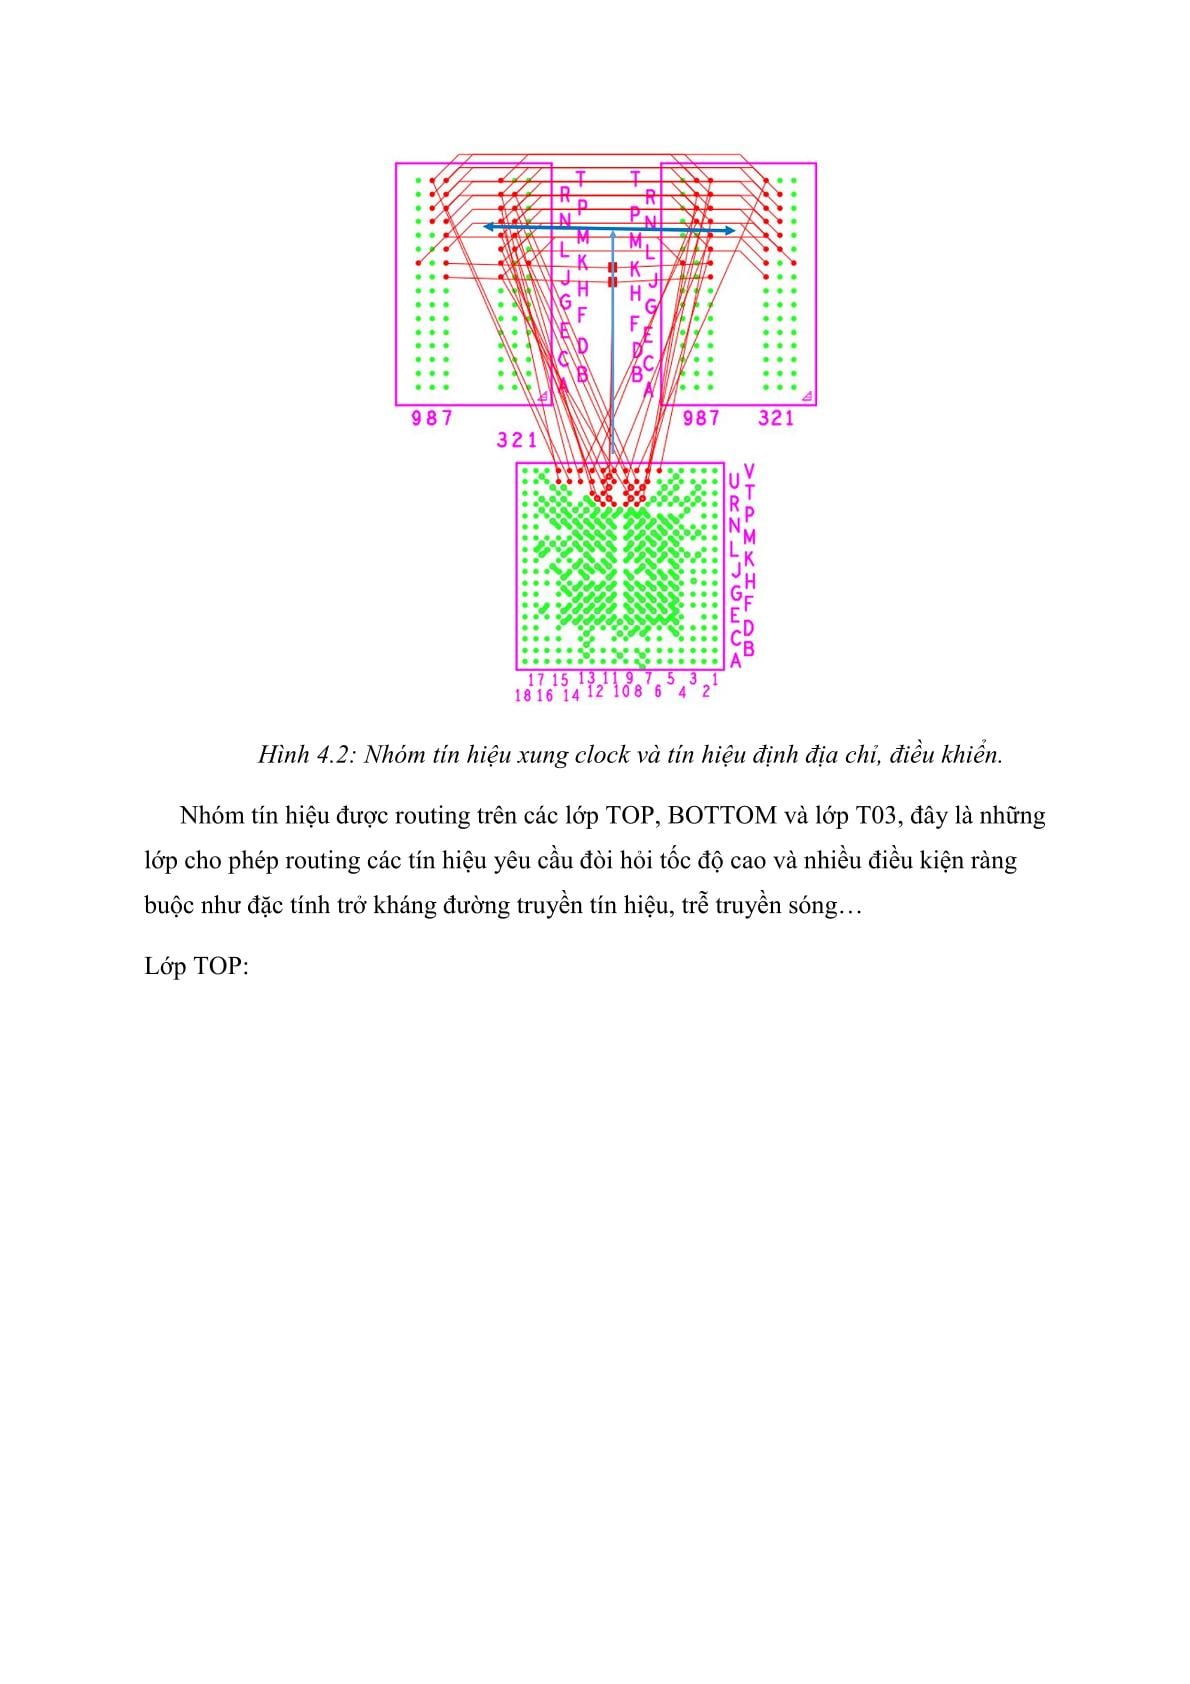 T T
R R
P P
N N
M M
L L
K K
J J
H H
G G
F F
E E
D D
C C
B B
A A
987 987 321
321
V
U
T
R
P
N
M
L
K
J
H
G
F
E
D
C
B
A
17 15 13 11 9 7 5 3 1
18 16 14 12 10 8 6 4 2
Hình 4.2: Nhóm tín hiệu xung clock và tín hiệu định địa chỉ, điều khiển.
Nhóm tín hiệu được routing trên các lớp TOP, BOTTOM và lớp T03, đây là những
lớp cho phép routing các tín hiệu yêu cầu đòi hỏi tốc độ cao và nhiều điều kiện ràng
buộc như đặc tính trở kháng đường truyền tín hiệu, trễ truyền sóng…
Lớp TOP: